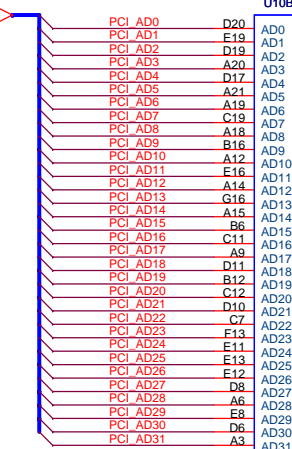 U10B
PCI_AD0 D20 AD0
PCI_AD1 E19 AD1
PCI_AD2 D19 AD2
PCI_AD3 A20 AD3
PCI_AD4 D17 AD4
PCI_AD5 A21 AD5
PCI_AD6 A19 AD6
PCI_AD7 C19 AD7
PCI_AD8 A18 AD8
PCI_AD9 B16 AD9
PCI_AD10 A12 AD10
PCI_AD11 E16 AD11
PCI_AD12 A14 AD12
PCI_AD13 G16 AD13
PCI_AD14 A15 AD14
PCI_AD15 B6 AD15
PCI_AD16 C11 AD16
PCI_AD17 A9 AD17
PCI_AD18 D11 AD18
PCI_AD19 B12 AD19
PCI_AD20 C12 AD20
PCI_AD21 D10 AD21
PCI_AD22 C7 AD22
PCI_AD23 F13 AD23
PCI_AD24 E11 AD24
PCI_AD25 E13 AD25
PCI_AD26 E12 AD26
PCI_AD27 D8 AD27
PCI_AD28 A6 AD28
PCI_AD29 E8 AD29
PCI_AD30 D6 AD30
PCI_AD31 A3 AD31